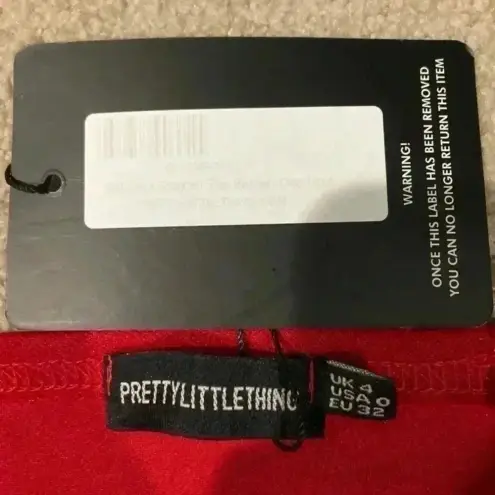 WARNING!
ONCE THIS LABEL HAS BEEN REMOVED
YOU CAN NO LONGER RETURN THIS ITEM
PRETTYLITTLETHING
UK 4
USA 0
EU 32